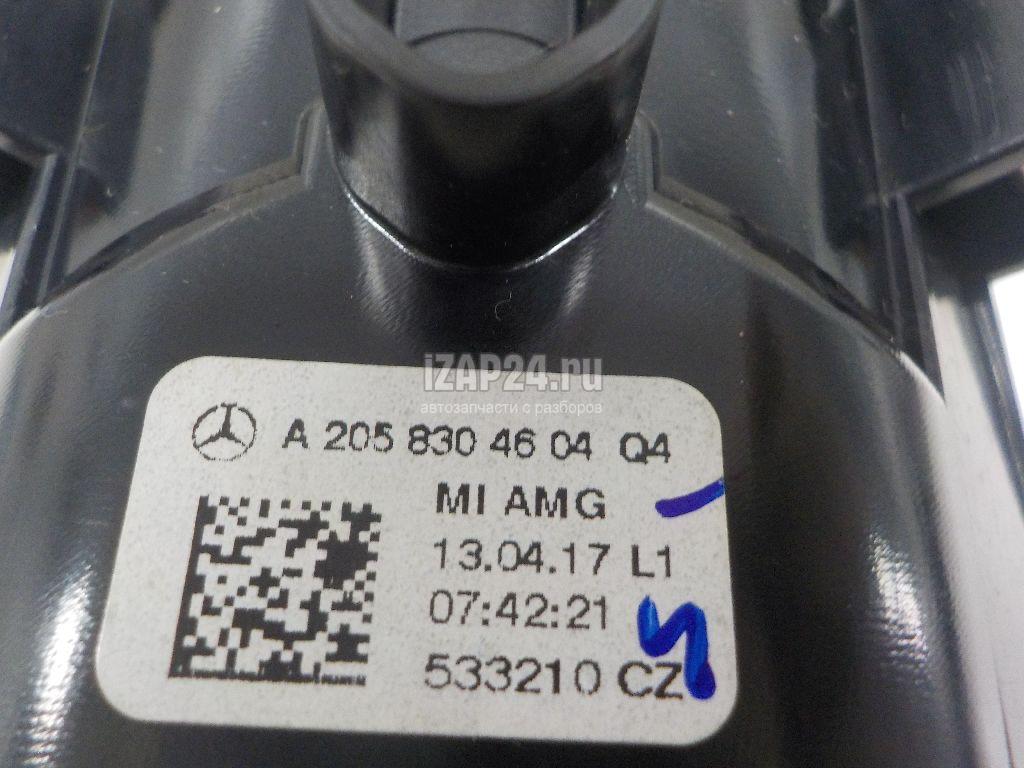 iZAP24.ru
автозапчасти с разборов
A 205 830 46 04 Q4
MI AMG
13.04.17 L1
07:42:21
533210 CZ